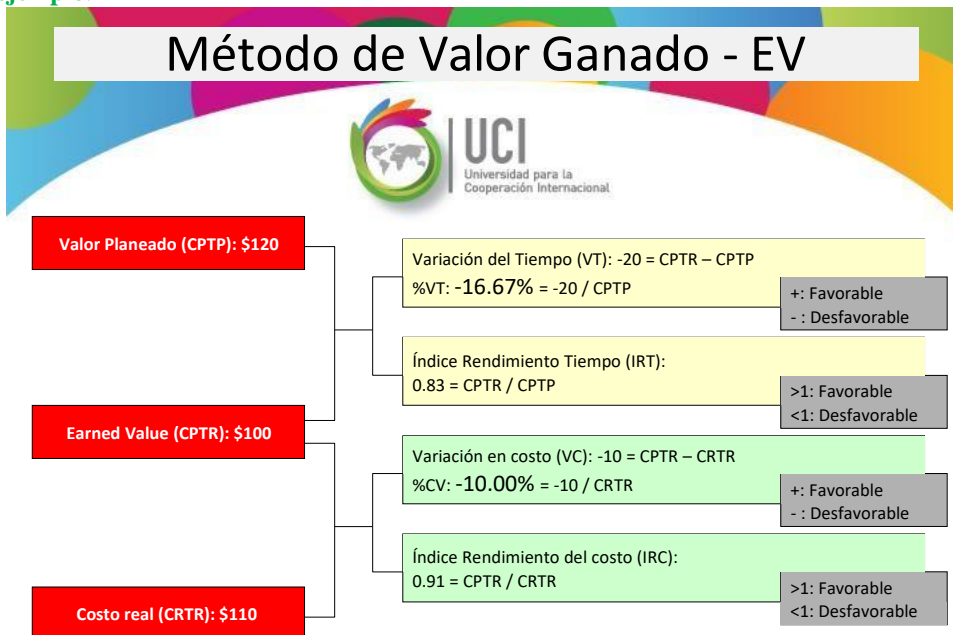 Método de Valor Ganado - EV
UCI
Universidad para la
Cooperación Internacional
Valor Planeado (CPTP): $120
Variación del Tiempo (VT): -20 = CPTR – CPTP
%VT: -16.67% = -20 / CPTP
+: Favorable
- : Desfavorable
Índice Rendimiento Tiempo (IRT):
0.83 = CPTR / CPTP
>1: Favorable
<1: Desfavorable
Earned Value (CPTR): $100
Variación en costo (VC): -10 = CPTR – CRTR
%CV: -10.00% = -10 / CRTR
+: Favorable
- : Desfavorable
Índice Rendimiento del costo (IRC):
0.91 = CPTR / CRTR
>1: Favorable
<1: Desfavorable
Costo real (CRTR): $110